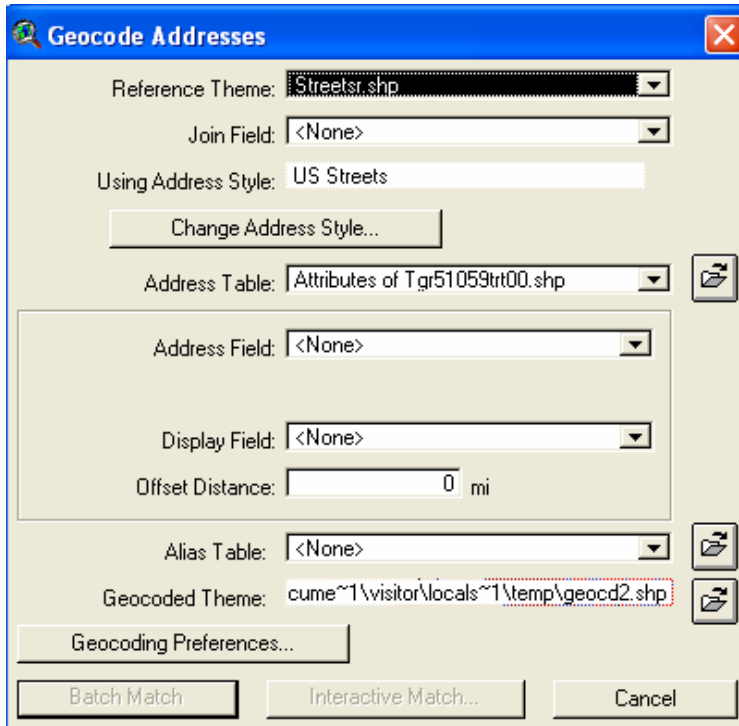 Geocode Addresses
Reference Theme: Streetsr.shp
Join Field: <None>
Using Address Style: US Streets
Change Address Style...
Address Table: Attributes of Tgr51059trt00.shp
Address Field: <None>
Display Field: <None>
Offset Distance: 0 mi
Alias Table: <None>
Geocoded Theme: cume~1\visitor\locals~1\temp\geocd2.shp
Geocoding Preferences...
Batch Match Interactive Match... Cancel